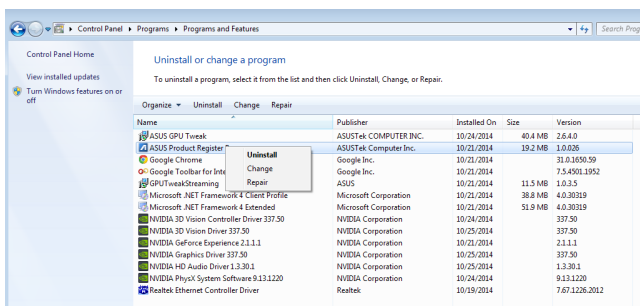 Control Panel ▸ Programs ▸ Programs and Features
Search Prog
Control Panel Home
View installed updates
Turn Windows features on or
off
Uninstall or change a program
To uninstall a program, select it from the list and then click Uninstall, Change, or Repair.
Organize Uninstall Change Repair
Name Publisher Installed On Size Version
ASUS GPU Tweak ASUSTek COMPUTER INC. 10/24/2014 40.4 MB 2.6.4.0
ASUS Product Register ASUSTek Computer Inc. 10/21/2014 19.2 MB 1.0.026
Google Chrome Google Inc. 10/21/2014 31.0.1650.59
Google Toolbar for Inte Google Inc. 10/21/2014 7.5.4501.1952
GPUTweakStreaming ASUS 10/21/2014 11.5 MB 1.0.3.5
Microsoft .NET Framework 4 Client Profile Microsoft Corporation 10/21/2014 38.8 MB 4.0.30319
Microsoft .NET Framework 4 Extended Microsoft Corporation 10/21/2014 51.9 MB 4.0.30319
NVIDIA 3D Vision Controller Driver 337.50 NVIDIA Corporation 10/24/2014 337.50
NVIDIA 3D Vision Driver 337.50 NVIDIA Corporation 10/25/2014 337.50
NVIDIA GeForce Experience 2.1.1.1 NVIDIA Corporation 10/21/2014 2.1.1.1
NVIDIA Graphics Driver 337.50 NVIDIA Corporation 10/25/2014 337.50
NVIDIA HD Audio Driver 1.3.30.1 NVIDIA Corporation 10/25/2014 1.3.30.1
NVIDIA PhysX System Software 9.13.1220 NVIDIA Corporation 10/24/2014 9.13.1220
Realtek Ethernet Controller Driver Realtek 10/19/2014 7.67.1226.2012
Uninstall
Change
Repair